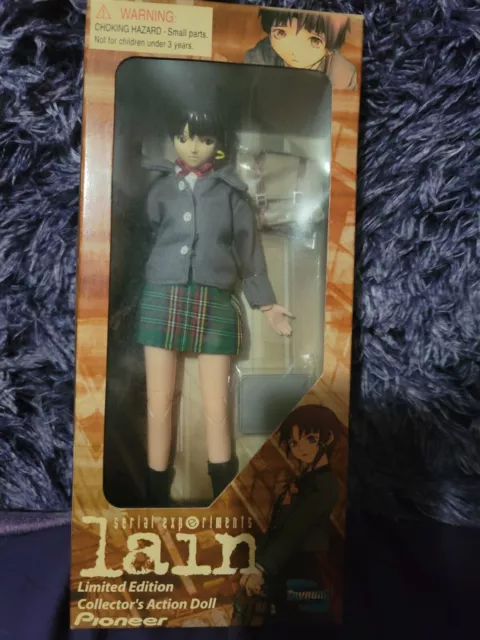 WARNING:
CHOKING HAZARD - Small parts.
Not for children under 3 years.
serial experiments
lain
Limited Edition
Collector's Action Doll
Pioneer